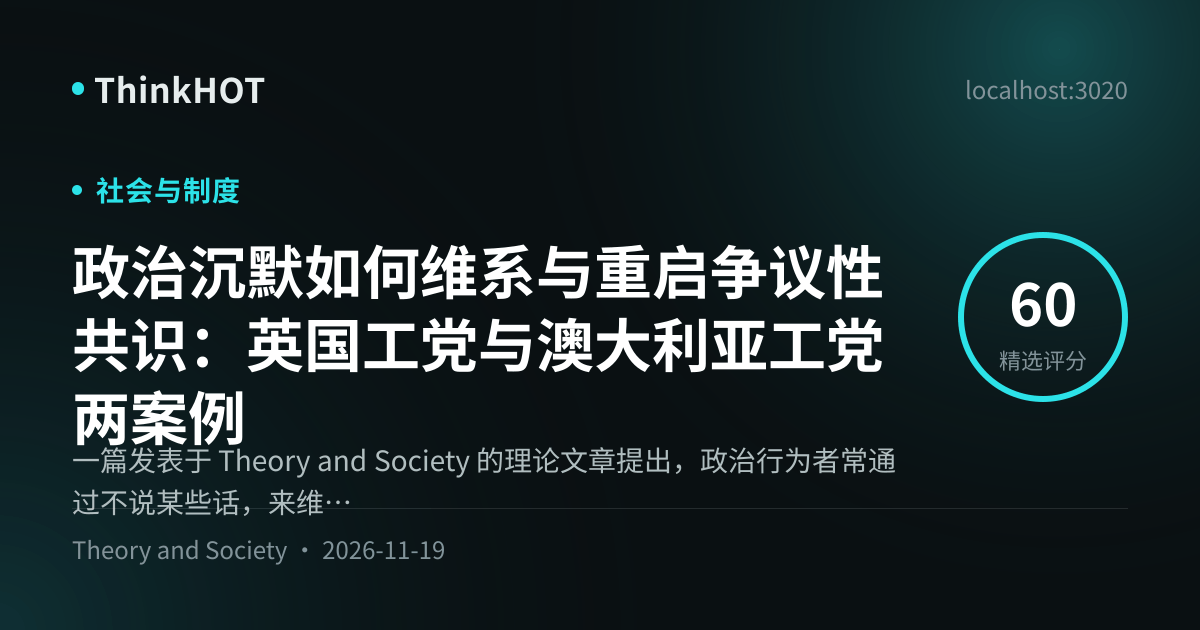 ThinkHOT
localhost:3020
社会与制度
政治沉默如何维系与重启争议性
共识：英国工党与澳大利亚工党
两案例
60
精选评分
一篇发表于 Theory and Society 的理论文章提出，政治行为者常通
过不说某些话，来维…
Theory and Society · 2026-11-19